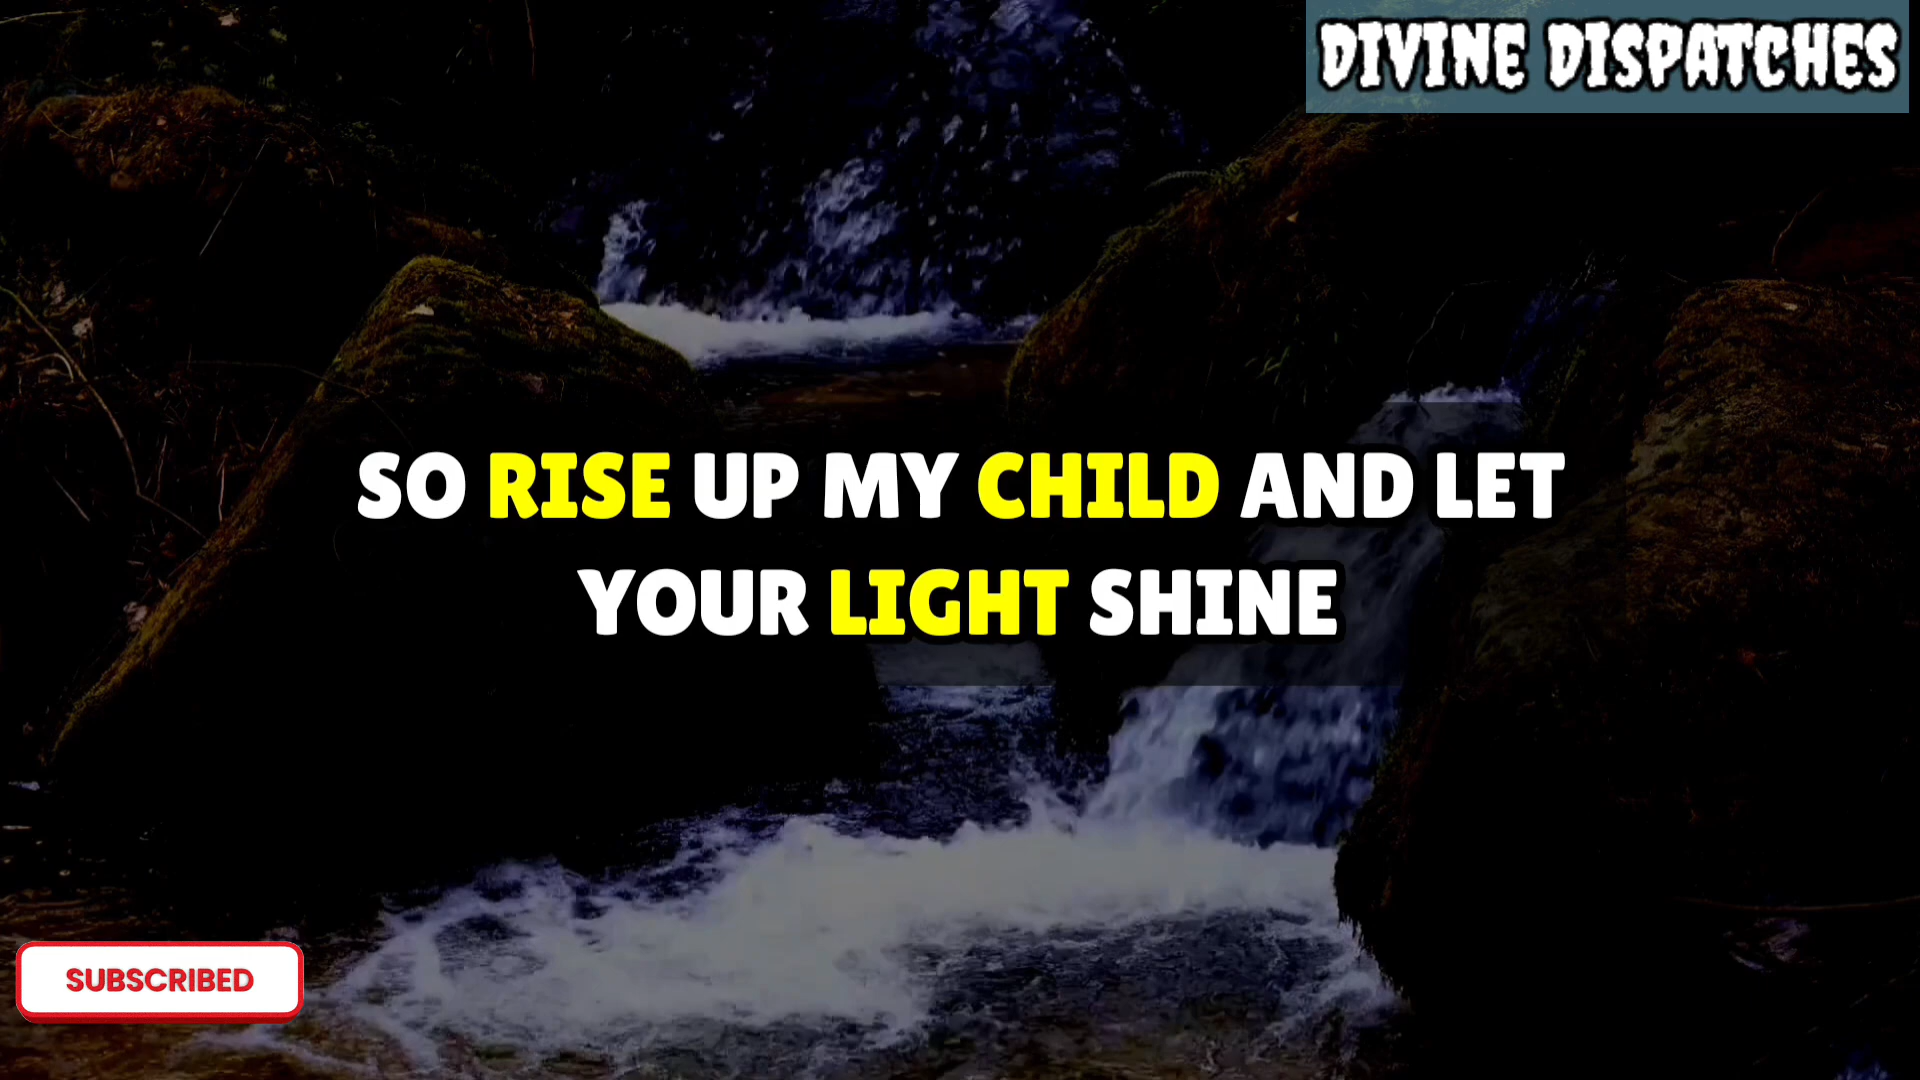 DIVINE DISPATCHES
SO RISE UP MY CHILD AND LET
YOUR LIGHT SHINE
SUBSCRIBED